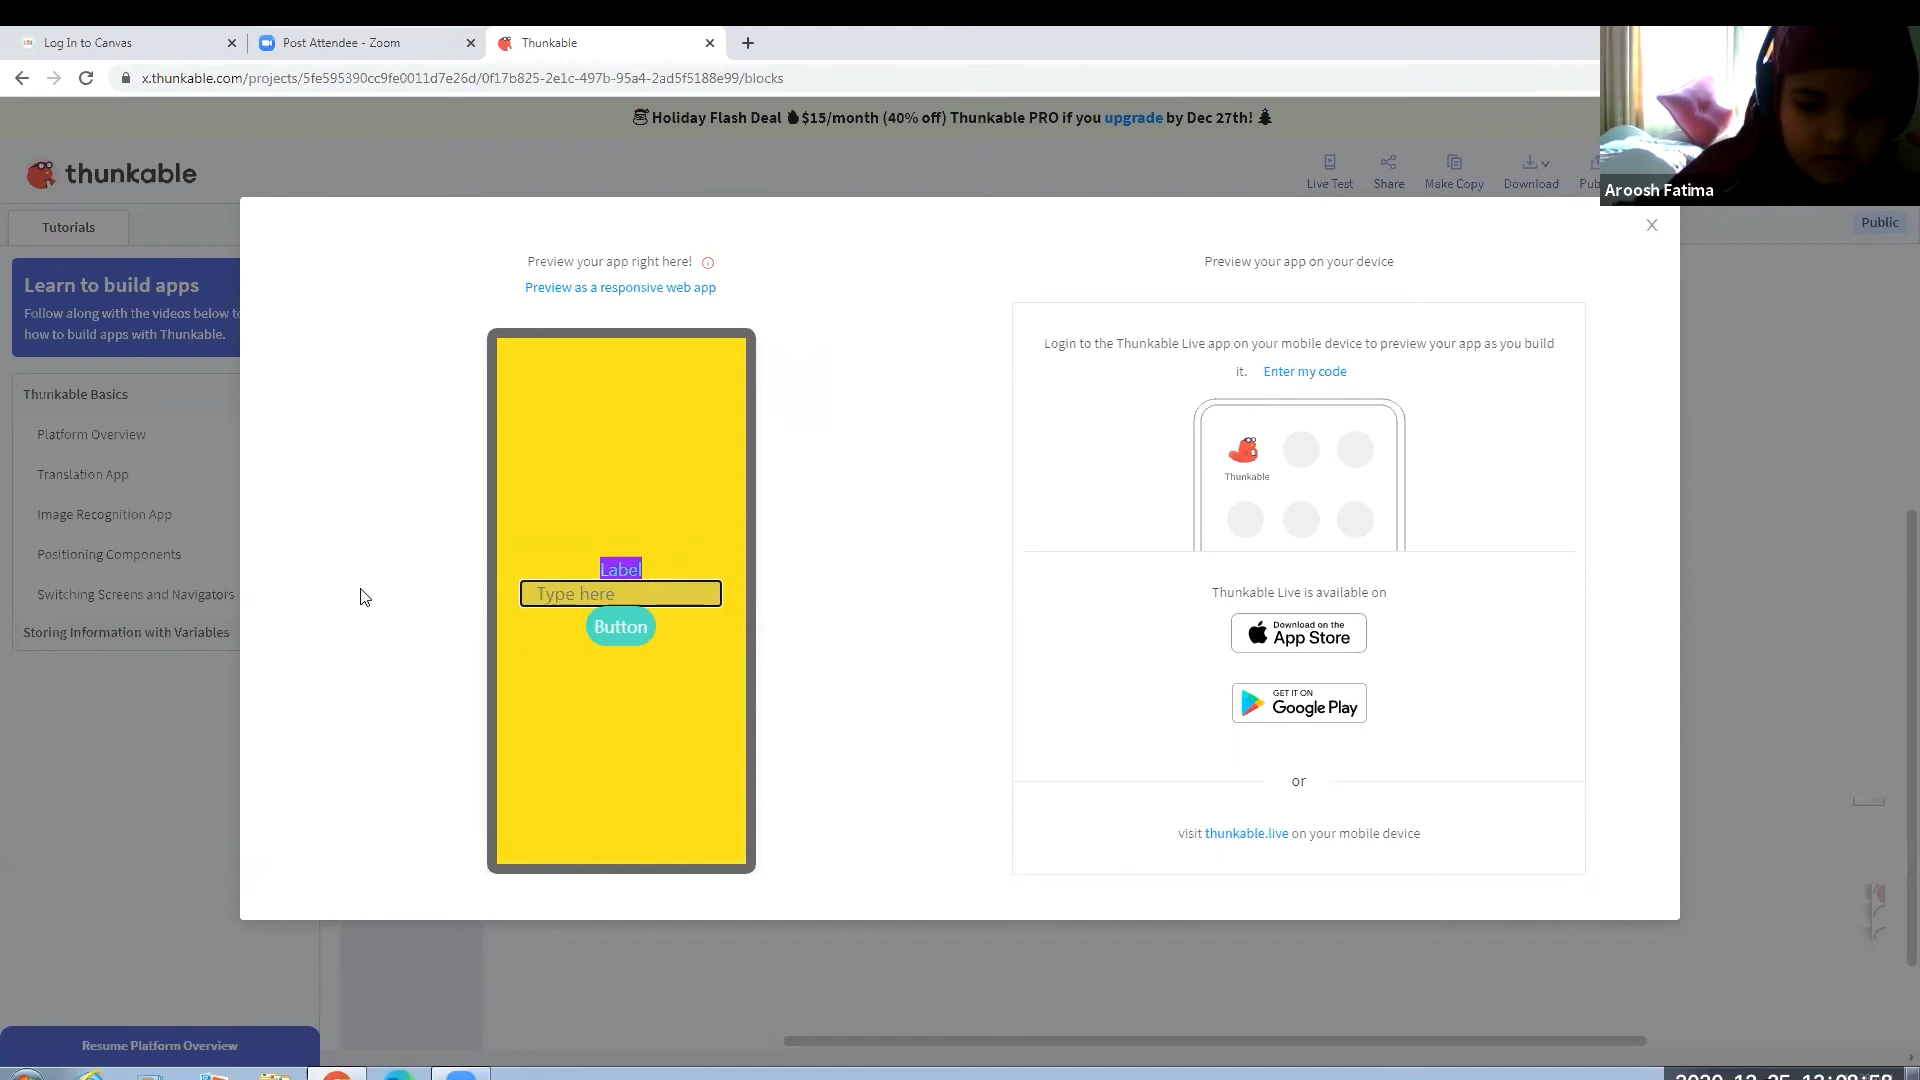 Log In to Canvas
Post Attendee - Zoom
Thunkable
x.thunkable.com/projects/5fe595390cc9fe0011d7e26d/0f17b825-2e1c-497b-95a4-2ad5f5188e99/blocks
Holiday Flash Deal $15/month (40% off) Thunkable PRO if you upgrade by Dec 27th!
thunkable
Live Test
Share
Make Copy
Download
Aroosh Fatima
Tutorials
Public
X
Learn to build apps
Follow along with the videos below to
how to build apps with Thunkable.
Thunkable Basics
Platform Overview
Translation App
Image Recognition App
Positioning Components
Switching Screens and Navigators
Storing Information with Variables
Resume Platform Overview
Preview your app right here!
Preview as a responsive web app
Label
Type here
Button
Preview your app on your device
Login to the Thunkable Live app on your mobile device to preview your app as you build
it. Enter my code
Thunkable
Thunkable Live is available on
Download on the
App Store
GET IT ON
Google Play
or
visit thunkable.live on your mobile device